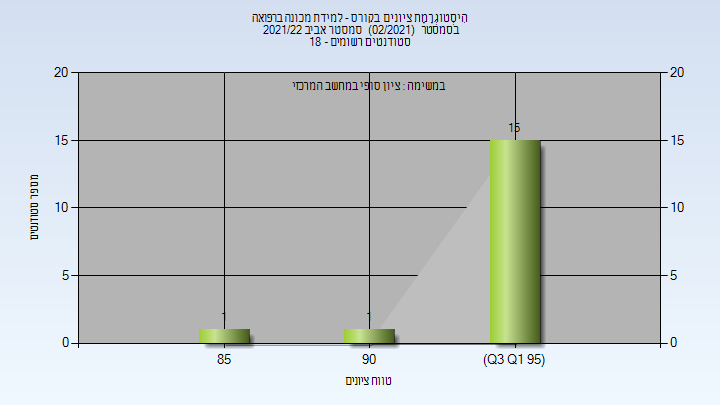 היסטוגרמת ציונים בקורס - למידת מכונה ברפואה
בסמסטר (02/2021) סמסטר אביב 2021/22
סטודנטים רשומים - 18
במשימה : ציון סופי במחשב המרכזי
20 20
15 15
10 10
5 5
0 0
1 1 15
85 90 (Q3 Q1 95)
מספר סטודנטים
טווח ציונים